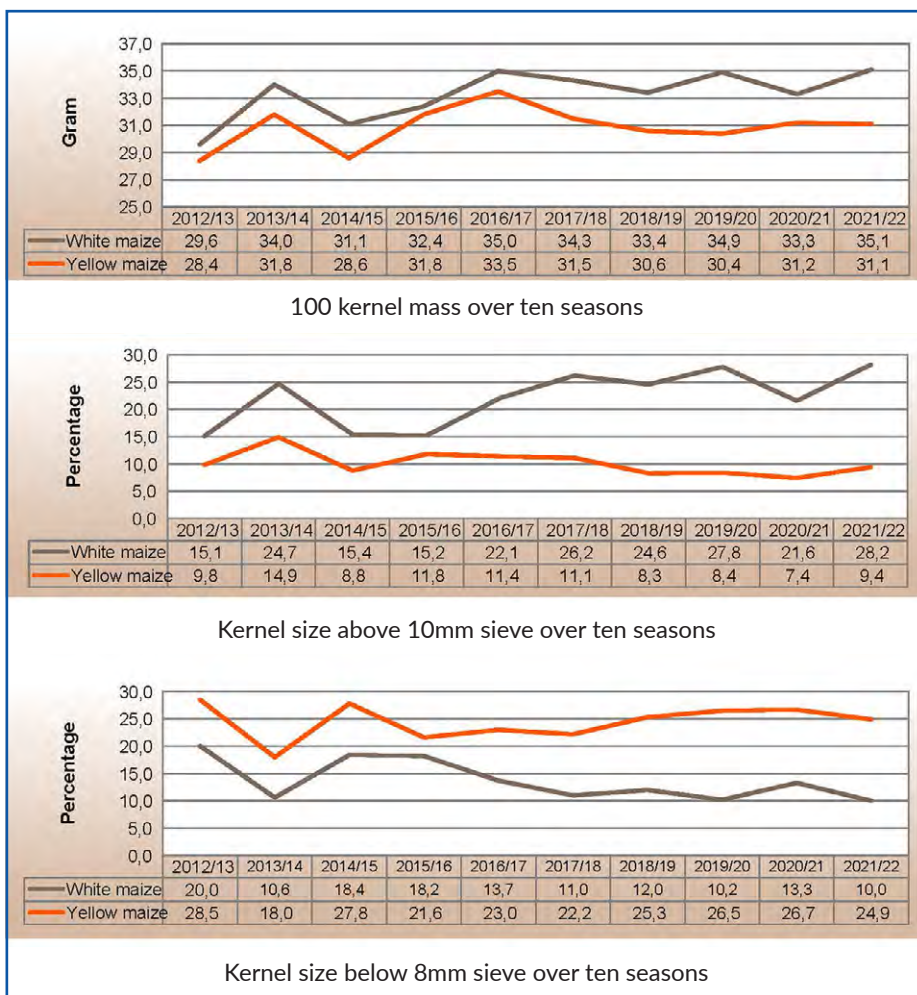 37,0
35,0
33,0
31,0
29,0
27,0
25,0
Gram
2012/13 2013/14 2014/15 2015/16 2016/17 2017/18 2018/19 2019/20 2020/21 2021/22
White maize 29,6 34,0 31,1 32,4 35,0 34,3 33,4 34,9 33,3 35,1
Yellow maize 28,4 31,8 28,6 31,8 33,5 31,5 30,6 30,4 31,2 31,1
100 kernel mass over ten seasons
30,0
25,0
20,0
15,0
10,0
5,0
0,0
Percentage
2012/13 2013/14 2014/15 2015/16 2016/17 2017/18 2018/19 2019/20 2020/21 2021/22
White maize 15,1 24,7 15,4 15,2 22,1 26,2 24,6 27,8 21,6 28,2
Yellow maize 9,8 14,9 8,8 11,8 11,4 11,1 8,3 8,4 7,4 9,4
Kernel size above 10mm sieve over ten seasons
30,0
25,0
20,0
15,0
10,0
5,0
0,0
Percentage
2012/13 2013/14 2014/15 2015/16 2016/17 2017/18 2018/19 2019/20 2020/21 2021/22
White maize 20,0 10,6 18,4 18,2 13,7 11,0 12,0 10,2 13,3 10,0
Yellow maize 28,5 18,0 27,8 21,6 23,0 22,2 25,3 26,5 26,7 24,9
Kernel size below 8mm sieve over ten seasons